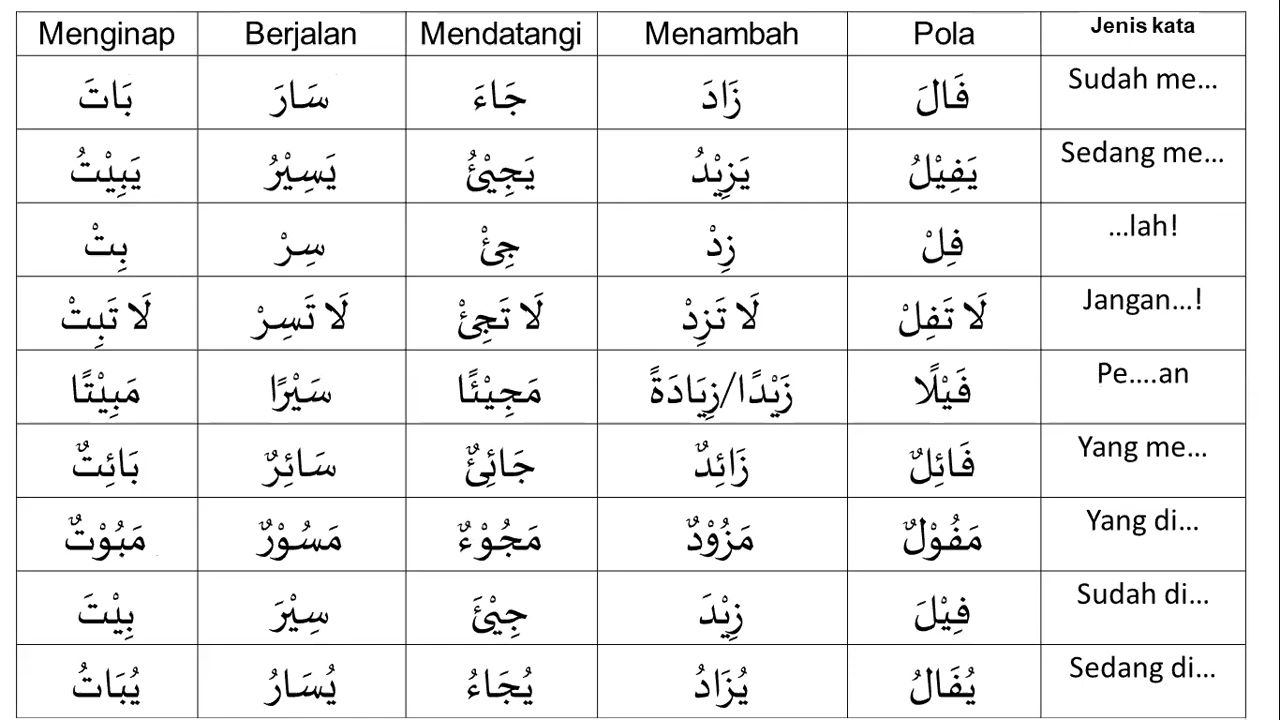 Menginap Berjalan Mendatangi Menambah Pola Jenis kata
بَاتَ سَارَ جَاءَ زَادَ فَالَ Sudah me...
يَبِيْتُ يَسِيْرُ يَجِيْئُ يَزِيْدُ يَفِيْلُ Sedang me...
بِتْ سِرْ جِئْ زِدْ فِلْ ...lah!
لَا تَبِتْ لَا تَسِرْ لَا تَجِئْ لَا تَزِدْ لَا تَفِلْ Jangan...!
مَبِيْتًا سَيْرًا مَجِيْئًا زَيْدًا/زِيَادَةً فَيْلًا Pe....an
بَائِتٌ سَائِرٌ جَائِئٌ زَائِدٌ فَائِلٌ Yang me...
مَبُوْتٌ مَسُوْرٌ مَجُوْءٌ مَزُوْدٌ مَفُوْلٌ Yang di...
بِيْتَ سِيْرَ جِيْئَ زِيْدَ فِيْلَ Sudah di...
يُبَاتُ يُسَارُ يُجَاءُ يُزَادُ يُفَالُ Sedang di...